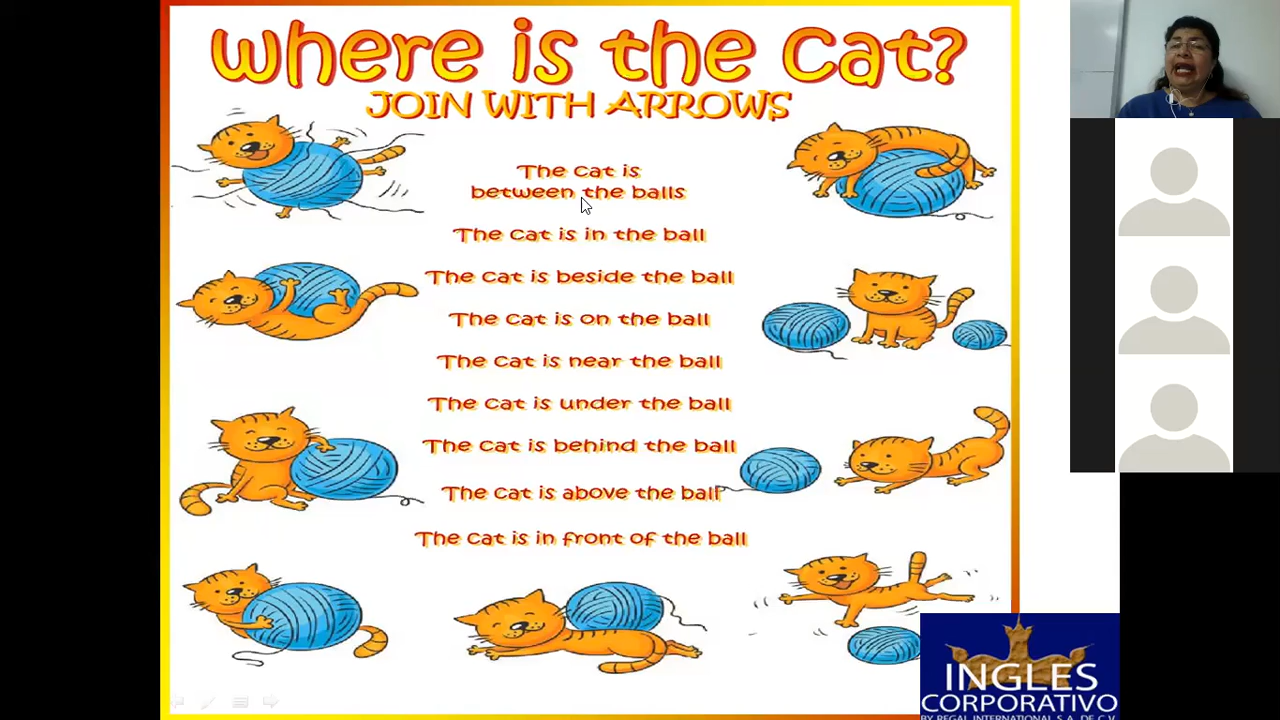 where is the cat?
JOIN WITH ARROWS
The cat is
between the balls
The cat is in the ball
The cat is beside the ball
The cat is on the ball
The cat is near the ball
The cat is under the ball
The cat is behind the ball
The cat is above the ball
The cat is in front of the ball
INGLES
CORPORATIVO
BY REGAL INTERNATIONAL S.A. DE C.V.